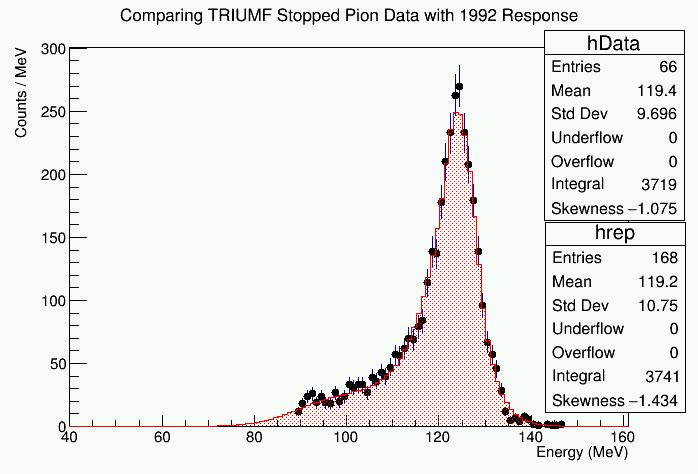 Comparing TRIUMF Stopped Pion Data with 1992 Response
Counts / MeV
300
250
200
150
100
50
0
40 60 80 100 120 140 160
Energy (MeV)
hData
Entries 66
Mean 119.4
Std Dev 9.696
Underflow 0
Overflow 0
Integral 3719
Skewness −1.075
hrep
Entries 168
Mean 119.2
Std Dev 10.75
Underflow 0
Overflow 0
Integral 3741
Skewness −1.434